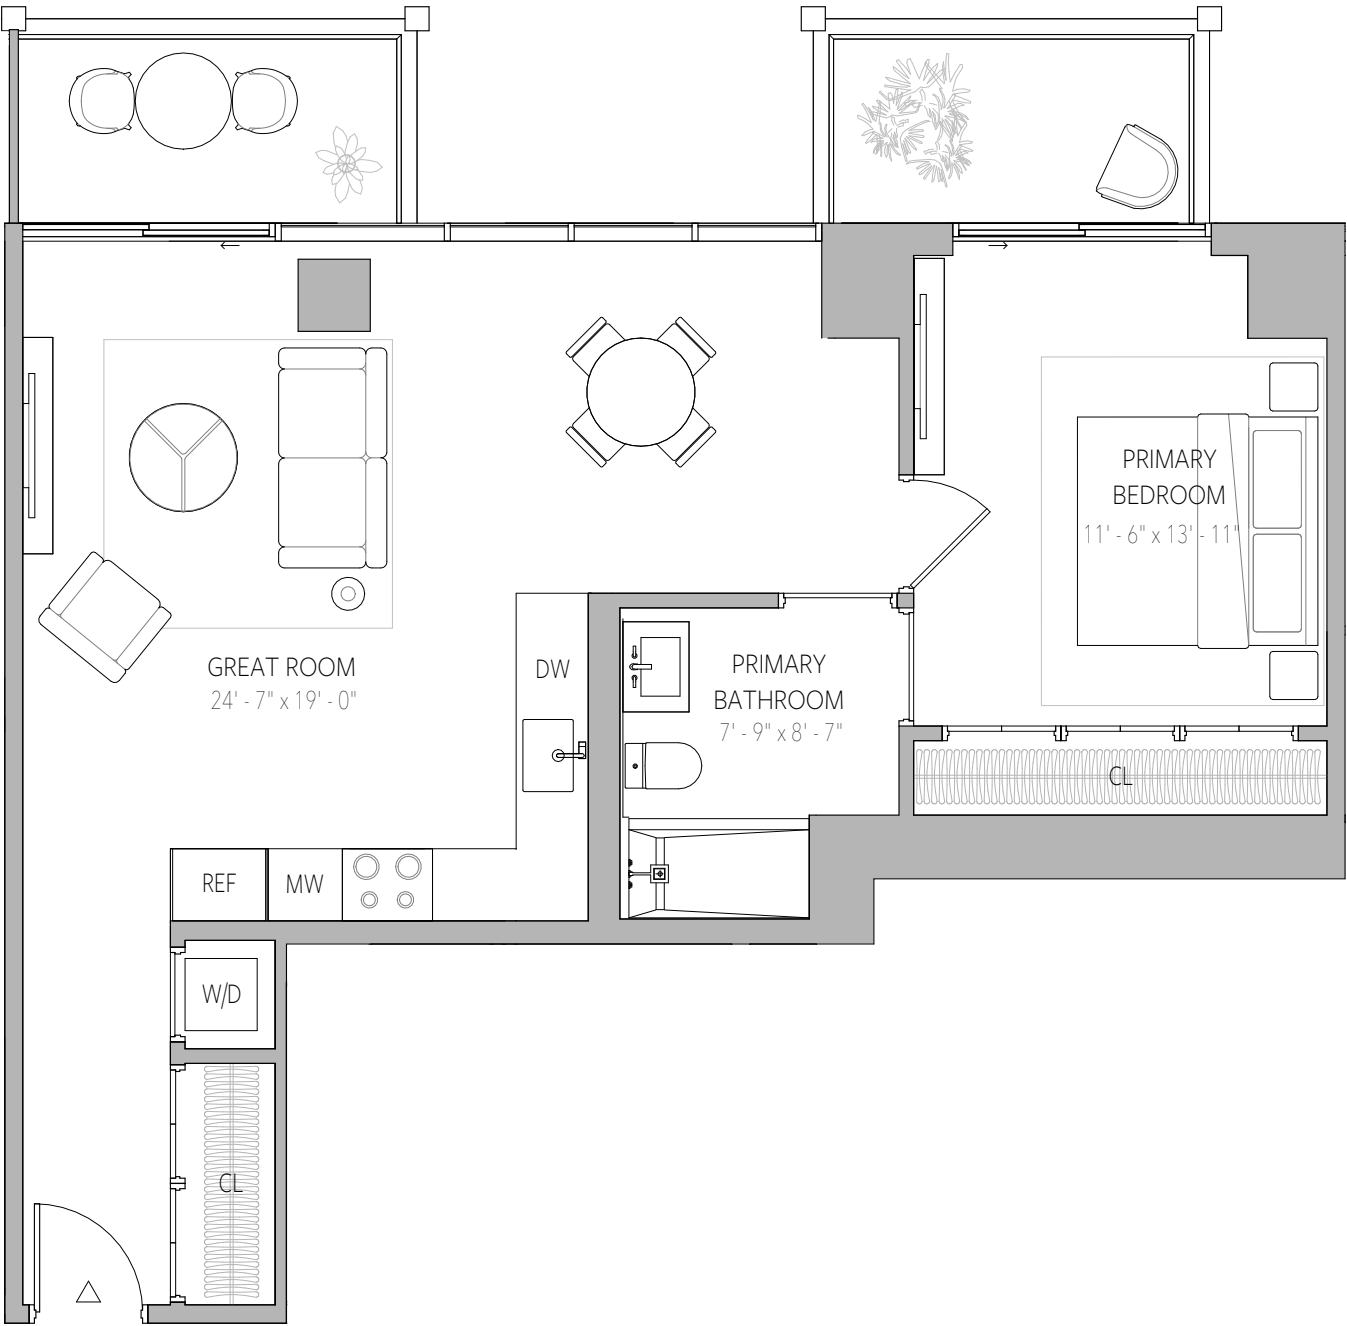 PRIMARY
BEDROOM
11' - 6" x 13' - 11"
GREAT ROOM
24' - 7" x 19' - 0"
DW
PRIMARY
BATHROOM
7' - 9" x 8' - 7"
CL
REF
MW
W/D
CL